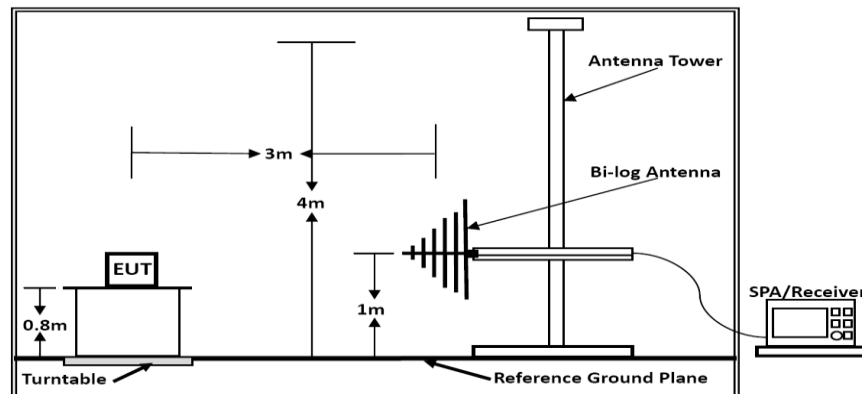 Antenna Tower
3m
Bi-log Antenna
4m
EUT
SPA/Receiver
0.8m
1m
Turntable
Reference Ground Plane